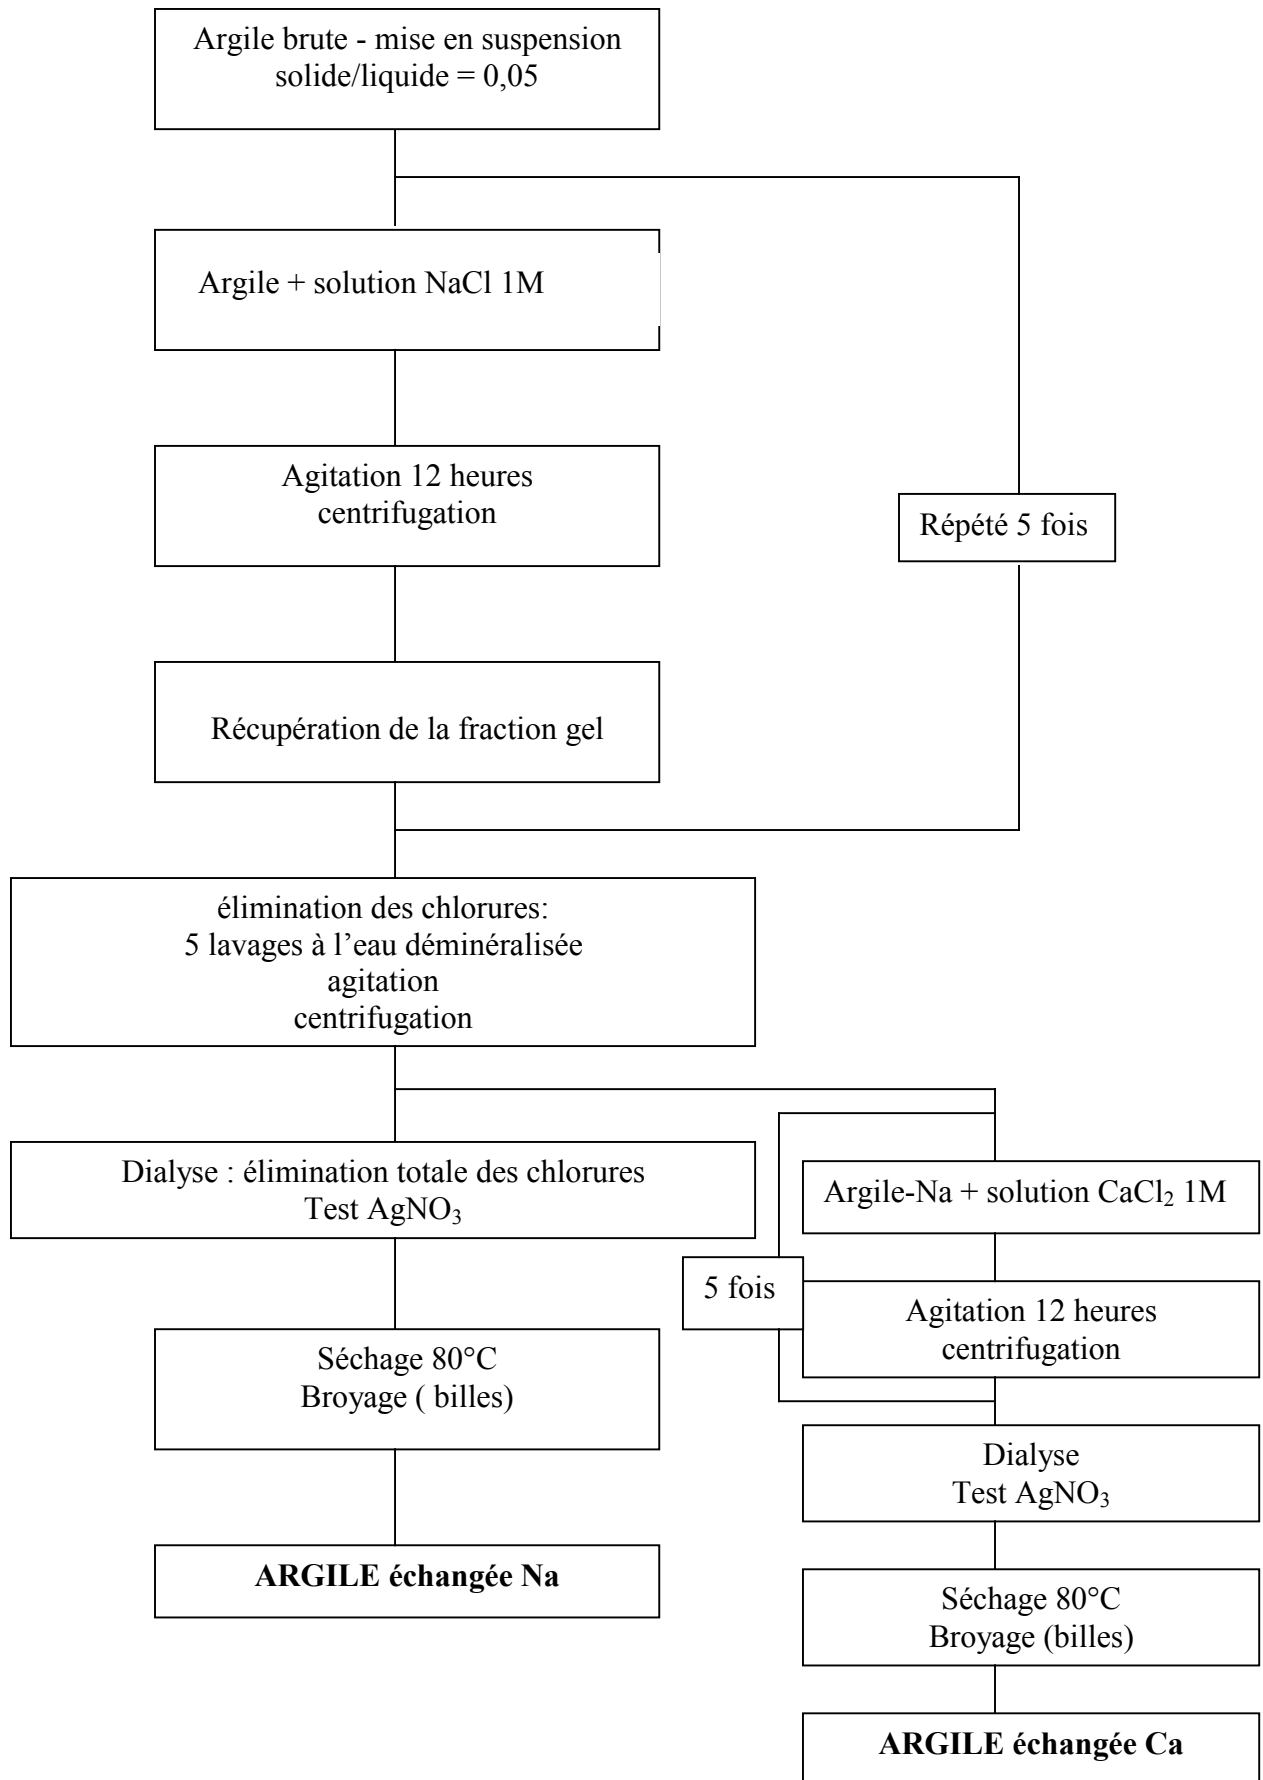 Argile brute - mise en suspension
solide/liquide = 0,05
Argile + solution NaCl 1M
Agitation 12 heures
centrifugation
Répété 5 fois
Récupération de la fraction gel
élimination des chlorures:
5 lavages à l’eau déminéralisée
agitation
centrifugation
Dialyse : élimination totale des chlorures
Test AgNO₃
Séchage 80°C
Broyage ( billes)
ARGILE échangée Na
Argile-Na + solution CaCl₂ 1M
5 fois
Agitation 12 heures
centrifugation
Dialyse
Test AgNO₃
Séchage 80°C
Broyage (billes)
ARGILE échangée Ca